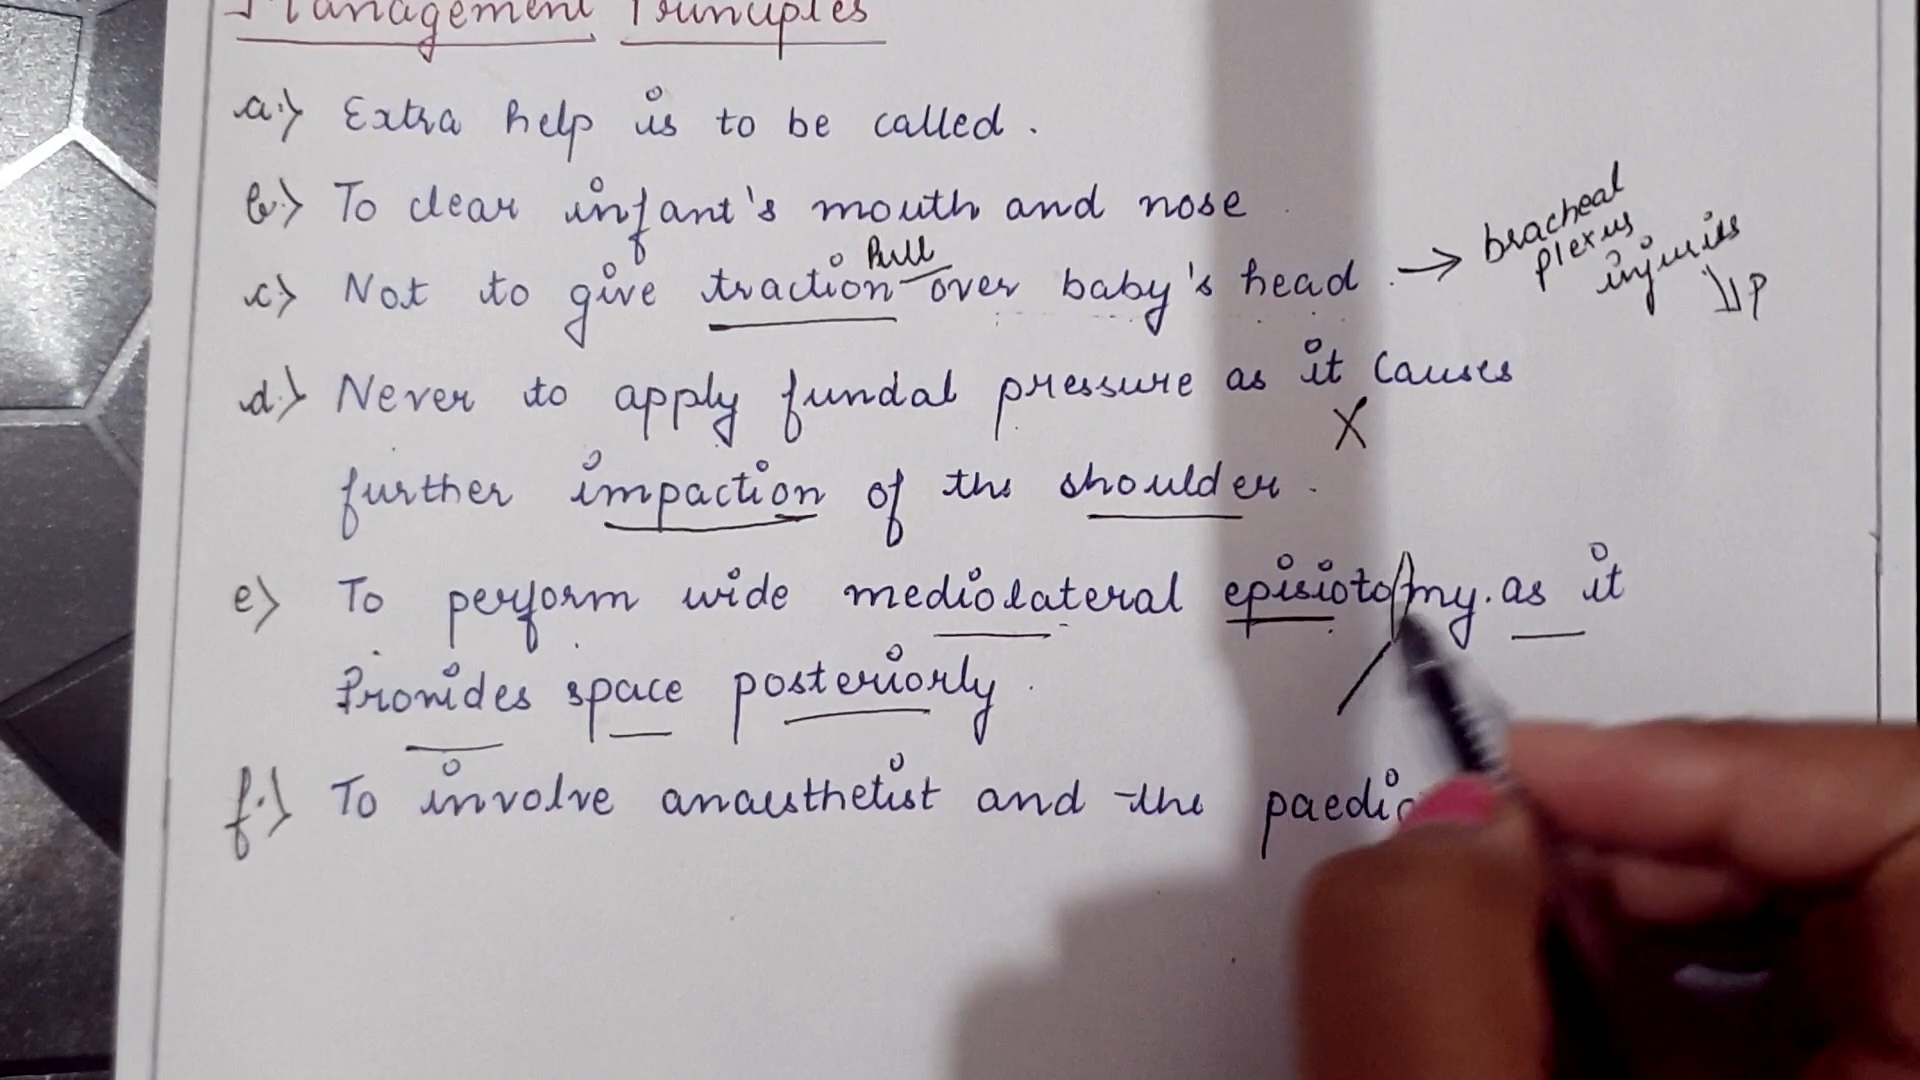 Management Principles
a.) Extra help is to be called.
b.) To clear infant's mouth and nose
Pull
c) Not to give traction over baby's head. → bracheal
plexus
injuries
P
d.) Never to apply fundal pressure as it causes
X
further impaction of the shoulder.
e) To perform wide mediolateral episiotomy. as it
Provides space posteriorly.
f.) To involve anaesthetist and the